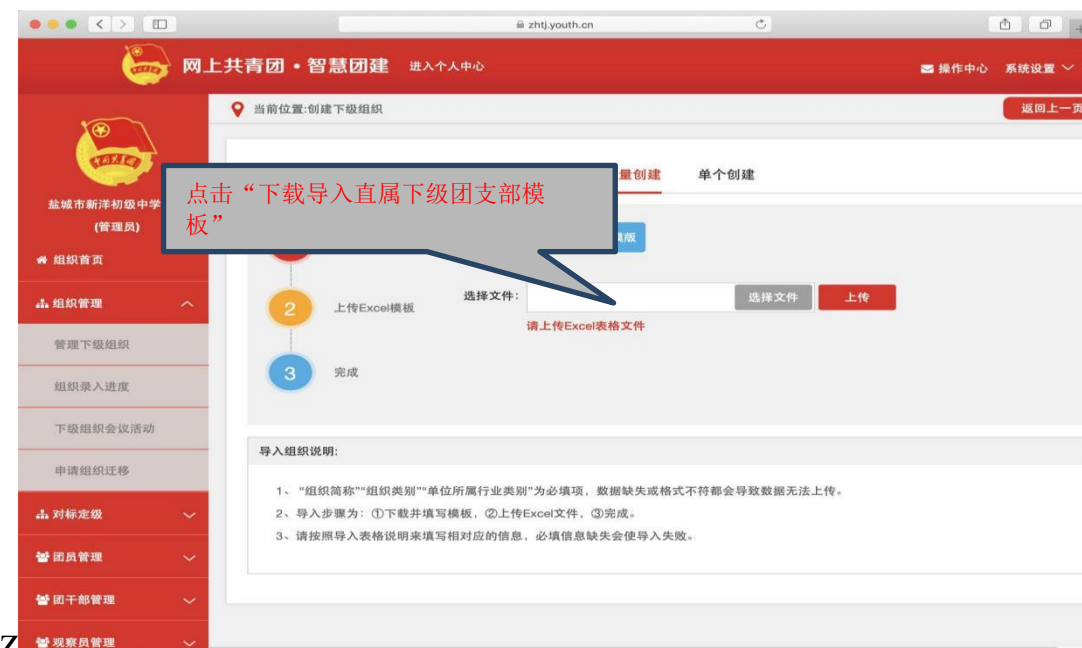 zhtj.youth.cn
网上共青团·智慧团建 进入个人中心
操作中心 系统设置
当前位置:创建下级组织
返回上一页
盐城市新洋初级中学
(管理员)
组织首页
组织管理
管理下级组织
组织录入进度
下级组织会议活动
申请组织迁移
对标定级
团员管理
团干部管理
观察员管理
量创建 单个创建
点击“下载导入直属下级团支部模
板”
版
2 上传Excel模板 选择文件: 选择文件 上传
请上传Excel表格文件
3 完成
导入组织说明:
1、“组织简称”“组织类别”“单位所属行业类别”为必填项，数据缺失或格式不符都会导致数据无法上传。
2、导入步骤为：①下载并填写模板，②上传Excel文件，③完成。
3、请按照导入表格说明来填写相对应的信息，必填信息缺失会使导入失败。
Z